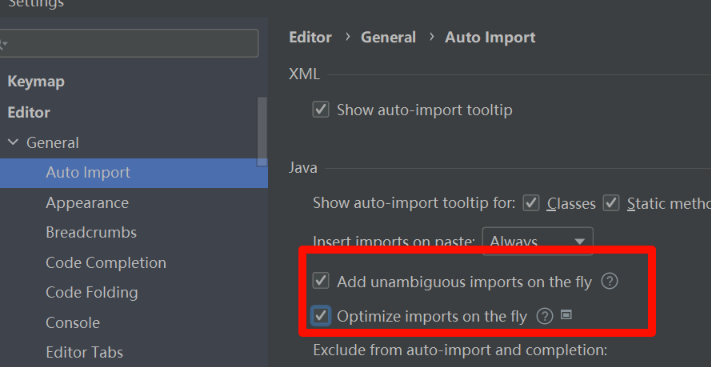 Settings
Editor › General › Auto Import
Keymap
Editor
General
Auto Import
Appearance
Breadcrumbs
Code Completion
Code Folding
Console
Editor Tabs
XML
Show auto-import tooltip
Java
Show auto-import tooltip for: Classes Static metho
Insert imports on paste: Always
Add unambiguous imports on the fly ?
Optimize imports on the fly ?
Exclude from auto-import and completion: